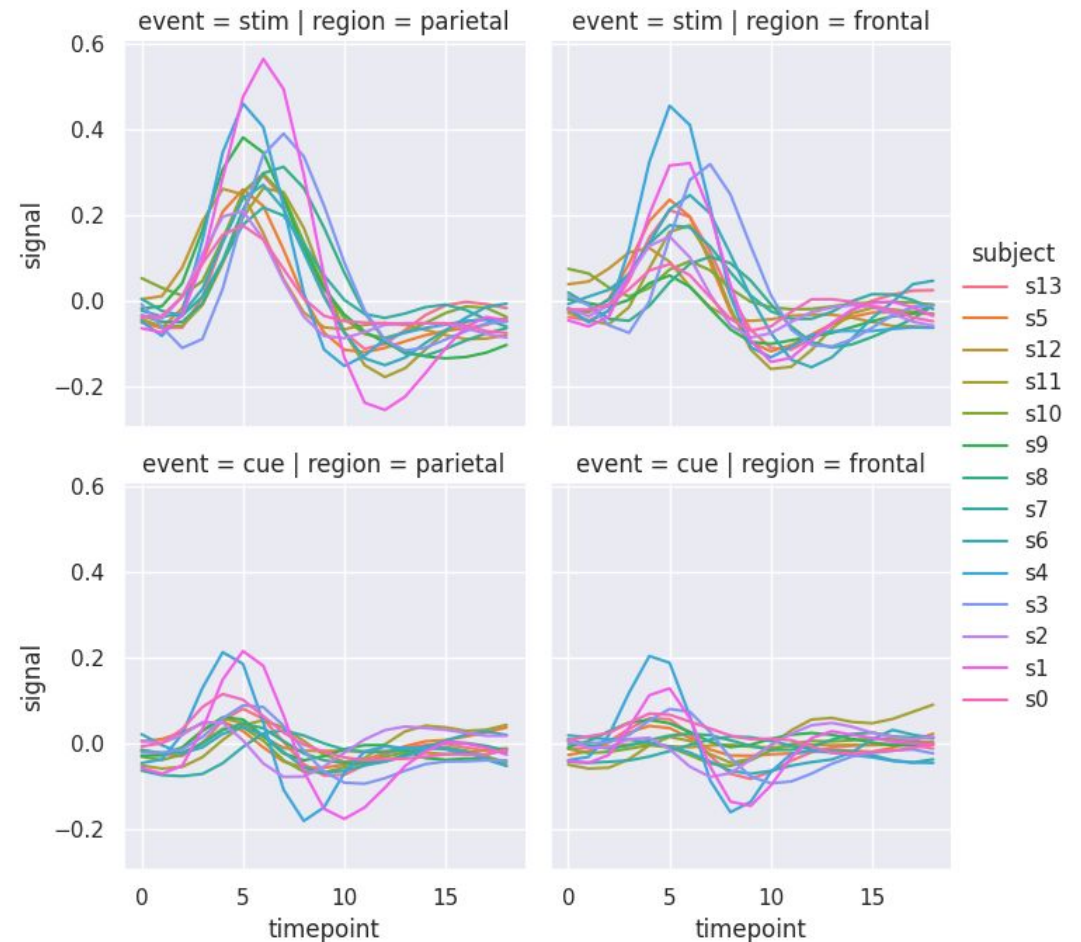 event = stim | region = parietal
event = stim | region = frontal
0.6
0.4
0.2
0.0
−0.2
signal
event = cue | region = parietal
event = cue | region = frontal
0.6
0.4
0.2
0.0
−0.2
signal
0 5 10 15
timepoint
0 5 10 15
timepoint
subject
s13
s5
s12
s11
s10
s9
s8
s7
s6
s4
s3
s2
s1
s0